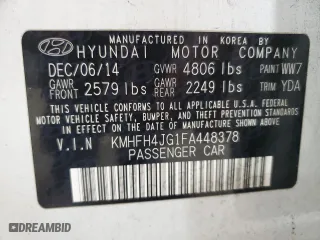 MANUFACTURED IN KOREA BY
HYUNDAI MOTOR COMPANY
DEC/06/14 GVWR 4806 lbs PAINT WW7
GAWR FRONT 2579 lbs GAWR REAR 2249 lbs TRIM YDA
THIS VEHICLE CONFORMS TO ALL APPLICABLE U.S. FEDERAL
MOTOR VEHICLE SAFETY, BUMPER, AND THEFT PREVENTION
STANDARDS IN EFFECT ON THE DATE OF MANUFACTURE SHOWN ABOVE.
V.I.N KMHFH4JG1FA448378
PASSENGER CAR
© AUTOBIDMASTER